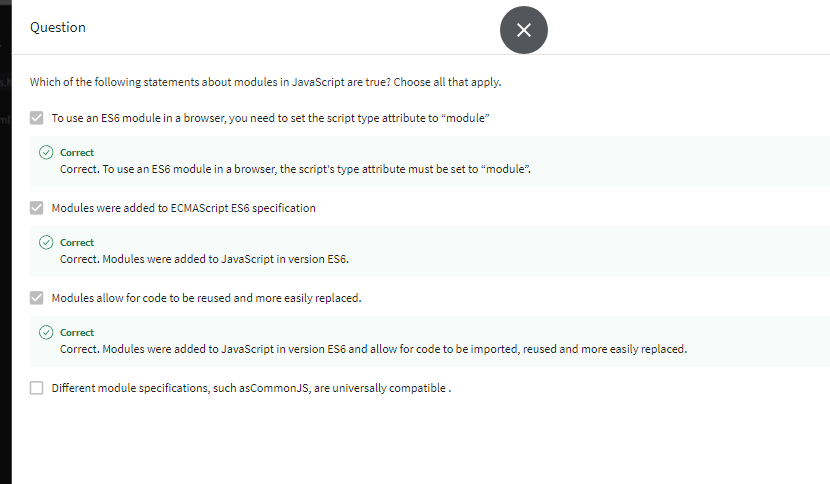 Question
Which of the following statements about modules in JavaScript are true? Choose all that apply.
To use an ES6 module in a browser, you need to set the script type attribute to “module”
Correct
Correct. To use an ES6 module in a browser, the script's type attribute must be set to “module”.
Modules were added to ECMAScript ES6 specification
Correct
Correct. Modules were added to JavaScript in version ES6.
Modules allow for code to be reused and more easily replaced.
Correct
Correct. Modules were added to JavaScript in version ES6 and allow for code to be imported, reused and more easily replaced.
Different module specifications, such asCommonJS, are universally compatible .